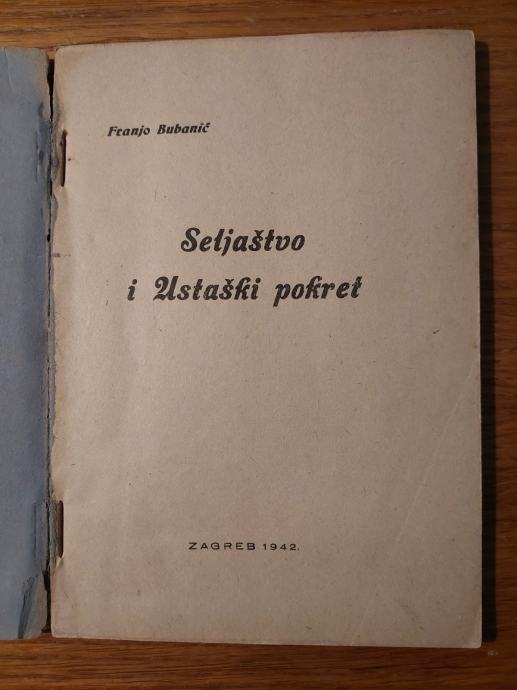 Franjo Bubanić
Seljaštvo
i Ustaški pokret
ZAGREB 1942.